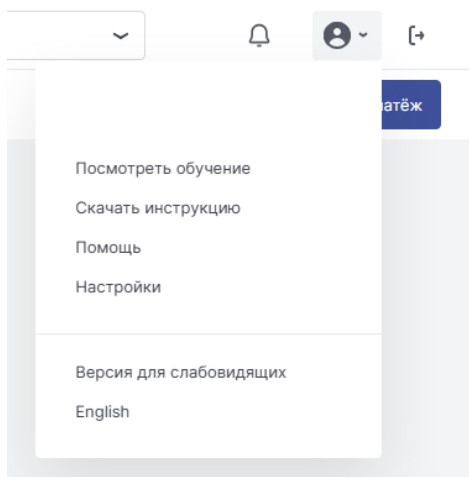 атёж
Посмотреть обучение
Скачать инструкцию
Помощь
Настройки
Версия для слабовидящих
English